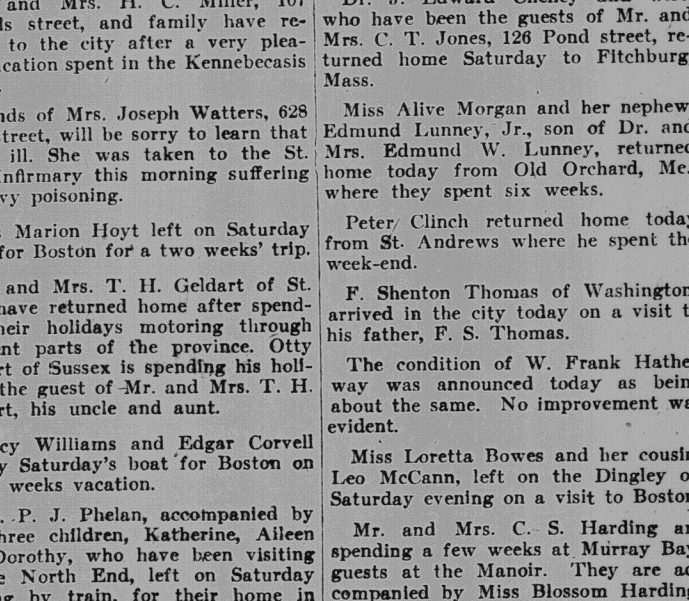 and Mrs. H. C. Miller, 107
ls street, and family have re-
to the city after a very plea-
cation spent in the Kennebecasis
nds of Mrs. Joseph Watters, 628
street, will be sorry to learn that
ill. She was taken to the St.
nfirmary this morning suffering
vy poisoning.
Marion Hoyt left on Saturday
for Boston for a two weeks' trip.
and Mrs. T. H. Geldart of St.
have returned home after spend-
heir holidays motoring through
nt parts of the province. Otty
rt of Sussex is spending his holi-
the guest of Mr. and Mrs. T. H.
rt, his uncle and aunt.
cy Williams and Edgar Corvell
y Saturday's boat for Boston on
weeks vacation.
P. J. Phelan, accompanied by
hree children, Katherine, Aileen
Dorothy, who have been visiting
e North End, left on Saturday
ng by train, for their home in
Dr. J. Edward
who have been the guests of Mr. and
Mrs. C. T. Jones, 126 Pond street, re-
turned home Saturday to Fitchburg
Mass.
Miss Alive Morgan and her nephew
Edmund Lunney, Jr., son of Dr. and
Mrs. Edmund W. Lunney, returned
home today from Old Orchard, Me.
where they spent six weeks.
Peter Clinch returned home today
from St. Andrews where he spent th
week-end.
F. Shenton Thomas of Washington
arrived in the city today on a visit t
his father, F. S. Thomas.
The condition of W. Frank Hathe
way was announced today as bein
about the same. No improvement wa
evident.
Miss Loretta Bowes and her cousin
Leo McCann, left on the Dingley o
Saturday evening on a visit to Boston
Mr. and Mrs. C. S. Harding ar
spending a few weeks at Murray Bay
guests at the Manoir. They are ac
companied by Miss Blossom Harding